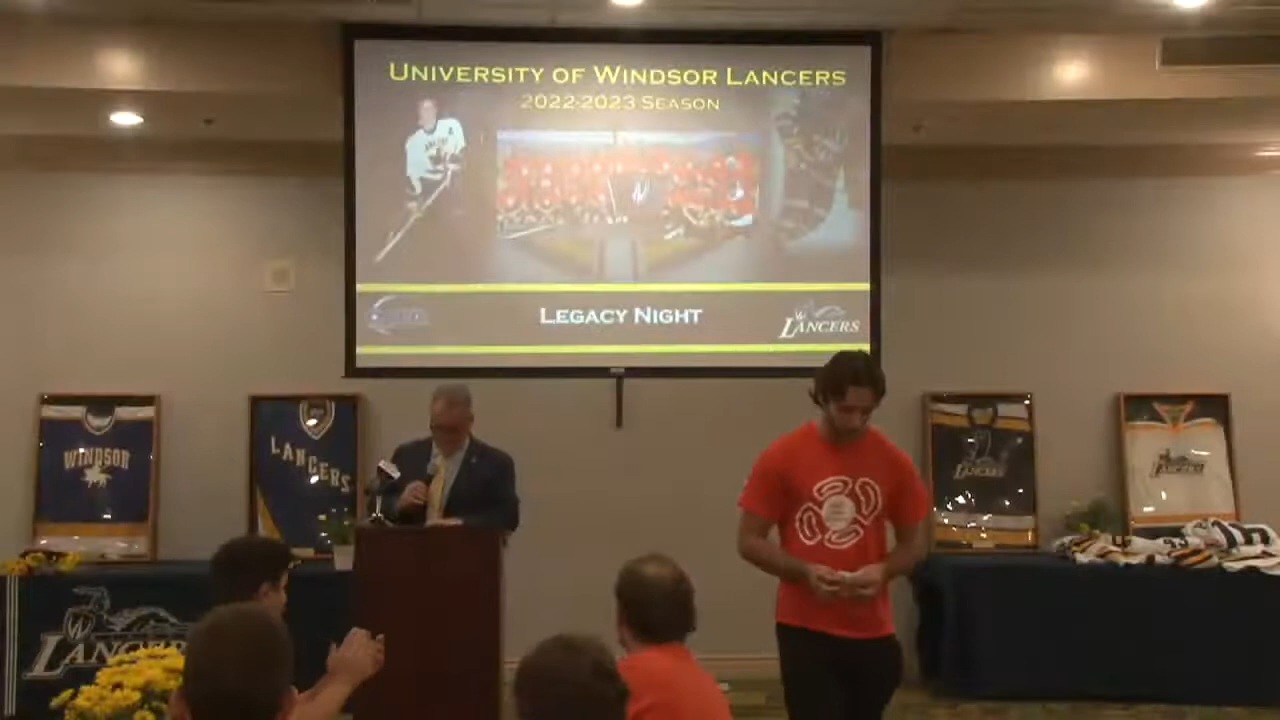 UNIVERSITY OF WINDSOR LANCERS
2022-2023 SEASON
LEGACY NIGHT
LANCERS
WINDSOR
LANCERS
LANCERS
LANCERS
LANCERS